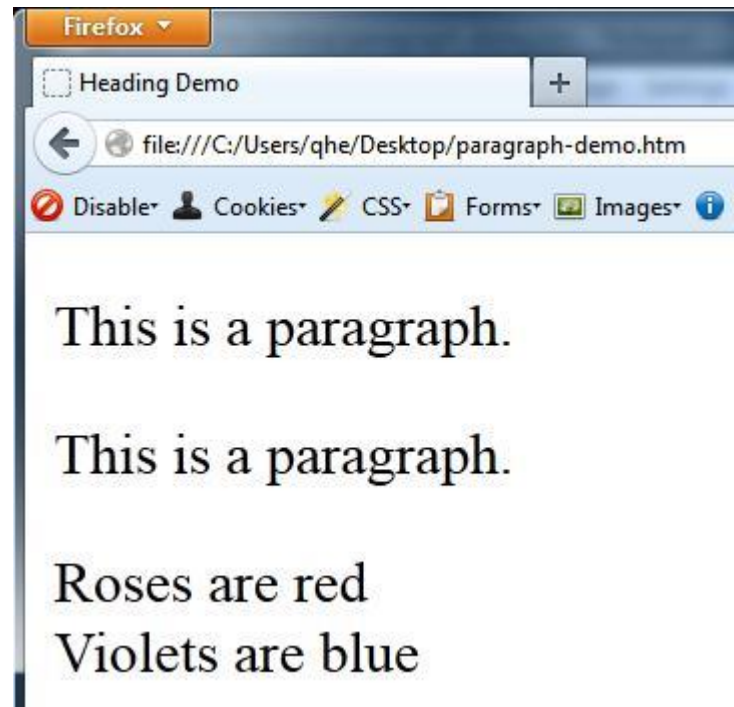 Firefox
Heading Demo
file:///C:/Users/qhe/Desktop/paragraph-demo.htm
Disable Cookies CSS Forms Images
This is a paragraph.
This is a paragraph.
Roses are red
Violets are blue